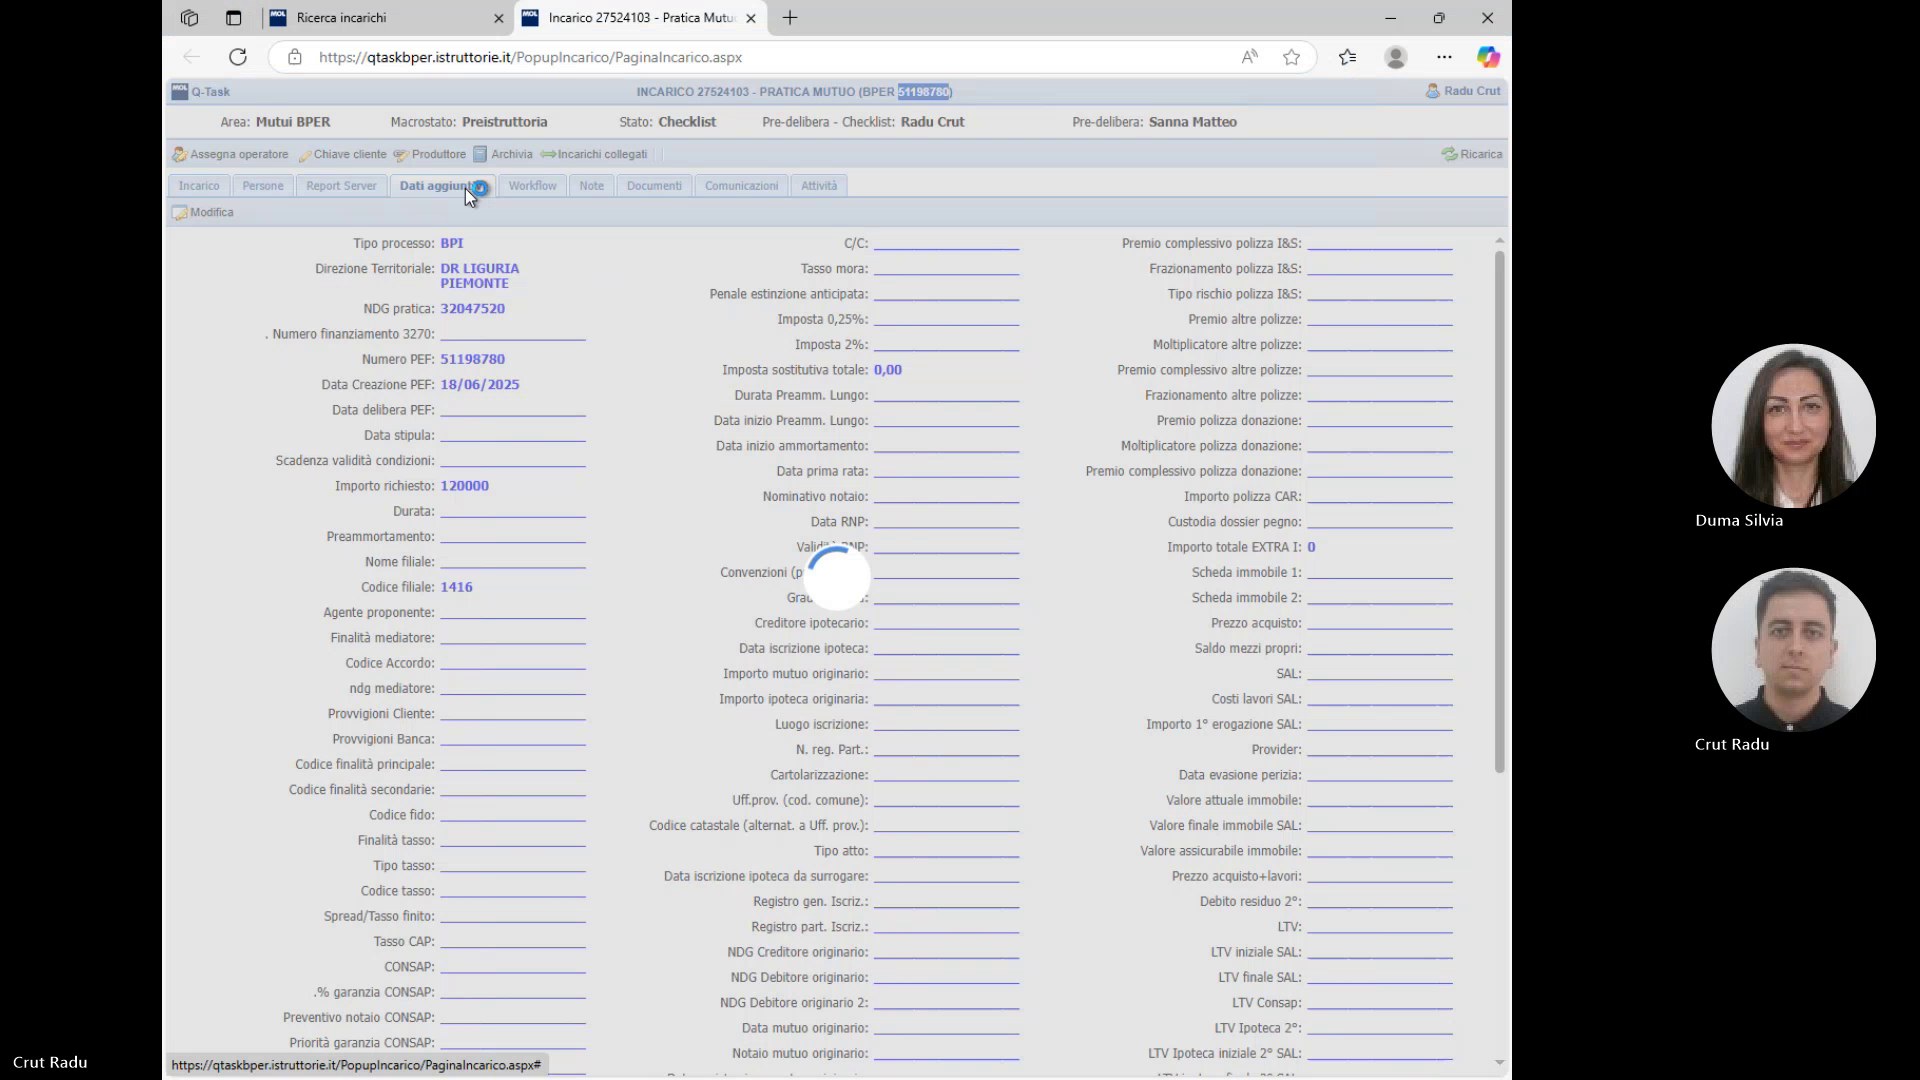 Ricerca incarichi
Incarico 27524103 - Pratica Mutu
https://qtaskbper.istruttorie.it/PopupIncarico/PaginaIncarico.aspx
Q-Task
INCARICO 27524103 - PRATICA MUTUO (BPER 51198780)
Radu Crut
Area: Mutui BPER
Macrostato: Preistruttoria
Stato: Checklist
Pre-delibera - Checklist: Radu Crut
Pre-delibera: Sanna Matteo
Assegna operatore
Chiave cliente
Produttore
Archivia
Incarichi collegati
Ricarica
Incarico
Persone
Report Server
Dati aggiunt
Workflow
Note
Documenti
Comunicazioni
Attività
Modifica
Tipo processo: BPI
Direzione Territoriale: DR LIGURIA
PIEMONTE
NDG pratica: 32047520
. Numero finanziamento 3270:
Numero PEF: 51198780
Data Creazione PEF: 18/06/2025
Data delibera PEF:
Data stipula:
Scadenza validità condizioni:
Importo richiesto: 120000
Durata:
Preammortamento:
Nome filiale:
Codice filiale: 1416
Agente proponente:
Finalità mediatore:
Codice Accordo:
ndg mediatore:
Provvigioni Cliente:
Provvigioni Banca:
Codice finalità principale:
Codice finalità secondarie:
Codice fido:
Finalità tasso:
Tipo tasso:
Codice tasso:
Spread/Tasso finito:
Tasso CAP:
CONSAP:
.% garanzia CONSAP:
Preventivo notaio CONSAP:
Priorità garanzia CONSAP:
C/C:
Tasso mora:
Penale estinzione anticipata:
Imposta 0,25%:
Imposta 2%:
Imposta sostitutiva totale: 0,00
Durata Preamm. Lungo:
Data inizio Preamm. Lungo:
Data inizio ammortamento:
Data prima rata:
Nominativo notaio:
Data RNP:
Validi NP:
Convenzioni (p
Grad
Creditore ipotecario:
Data iscrizione ipoteca:
Importo mutuo originario:
Importo ipoteca originaria:
Luogo iscrizione:
N. reg. Part.:
Cartolarizzazione:
Uff.prov. (cod. comune):
Codice catastale (alternat. a Uff. prov.):
Tipo atto:
Data iscrizione ipoteca da surrogare:
Registro gen. Iscriz.:
Registro part. Iscriz.:
NDG Creditore originario:
NDG Debitore originario:
NDG Debitore originario 2:
Data mutuo originario:
Notaio mutuo originario:
Premio complessivo polizza I&S:
Frazionamento polizza I&S:
Tipo rischio polizza I&S:
Premio altre polizze:
Moltiplicatore altre polizze:
Premio complessivo altre polizze:
Frazionamento altre polizze:
Premio polizza donazione:
Moltiplicatore polizza donazione:
Premio complessivo polizza donazione:
Importo polizza CAR:
Custodia dossier pegno:
Importo totale EXTRA I: 0
Scheda immobile 1:
Scheda immobile 2:
Prezzo acquisto:
Saldo mezzi propri:
SAL:
Costi lavori SAL:
Importo 1° erogazione SAL:
Provider:
Data evasione perizia:
Valore attuale immobile:
Valore finale immobile SAL:
Valore assicurabile immobile:
Prezzo acquisto+lavori:
Debito residuo 2°:
LTV:
LTV iniziale SAL:
LTV finale SAL:
LTV Consap:
LTV Ipoteca 2°:
LTV Ipoteca iniziale 2° SAL:
https://qtaskbper.istruttorie.it/PopupIncarico/PaginaIncarico.aspx#
Duma Silvia
Crut Radu
Crut Radu